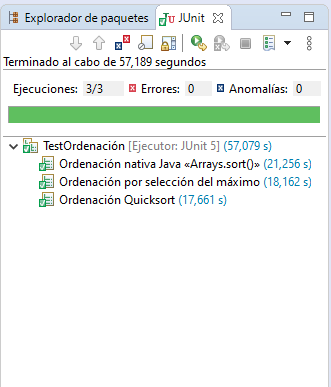 Explorador de paquetes JUnit
Terminado al cabo de 57,189 segundos
Ejecuciones: 3/3 Errores: 0 Anomalías: 0
TestOrdenación [Ejecutor: JUnit 5] (57,079 s)
Ordenación nativa Java «Arrays.sort()» (21,256 s)
Ordenación por selección del máximo (18,162 s)
Ordenación Quicksort (17,661 s)